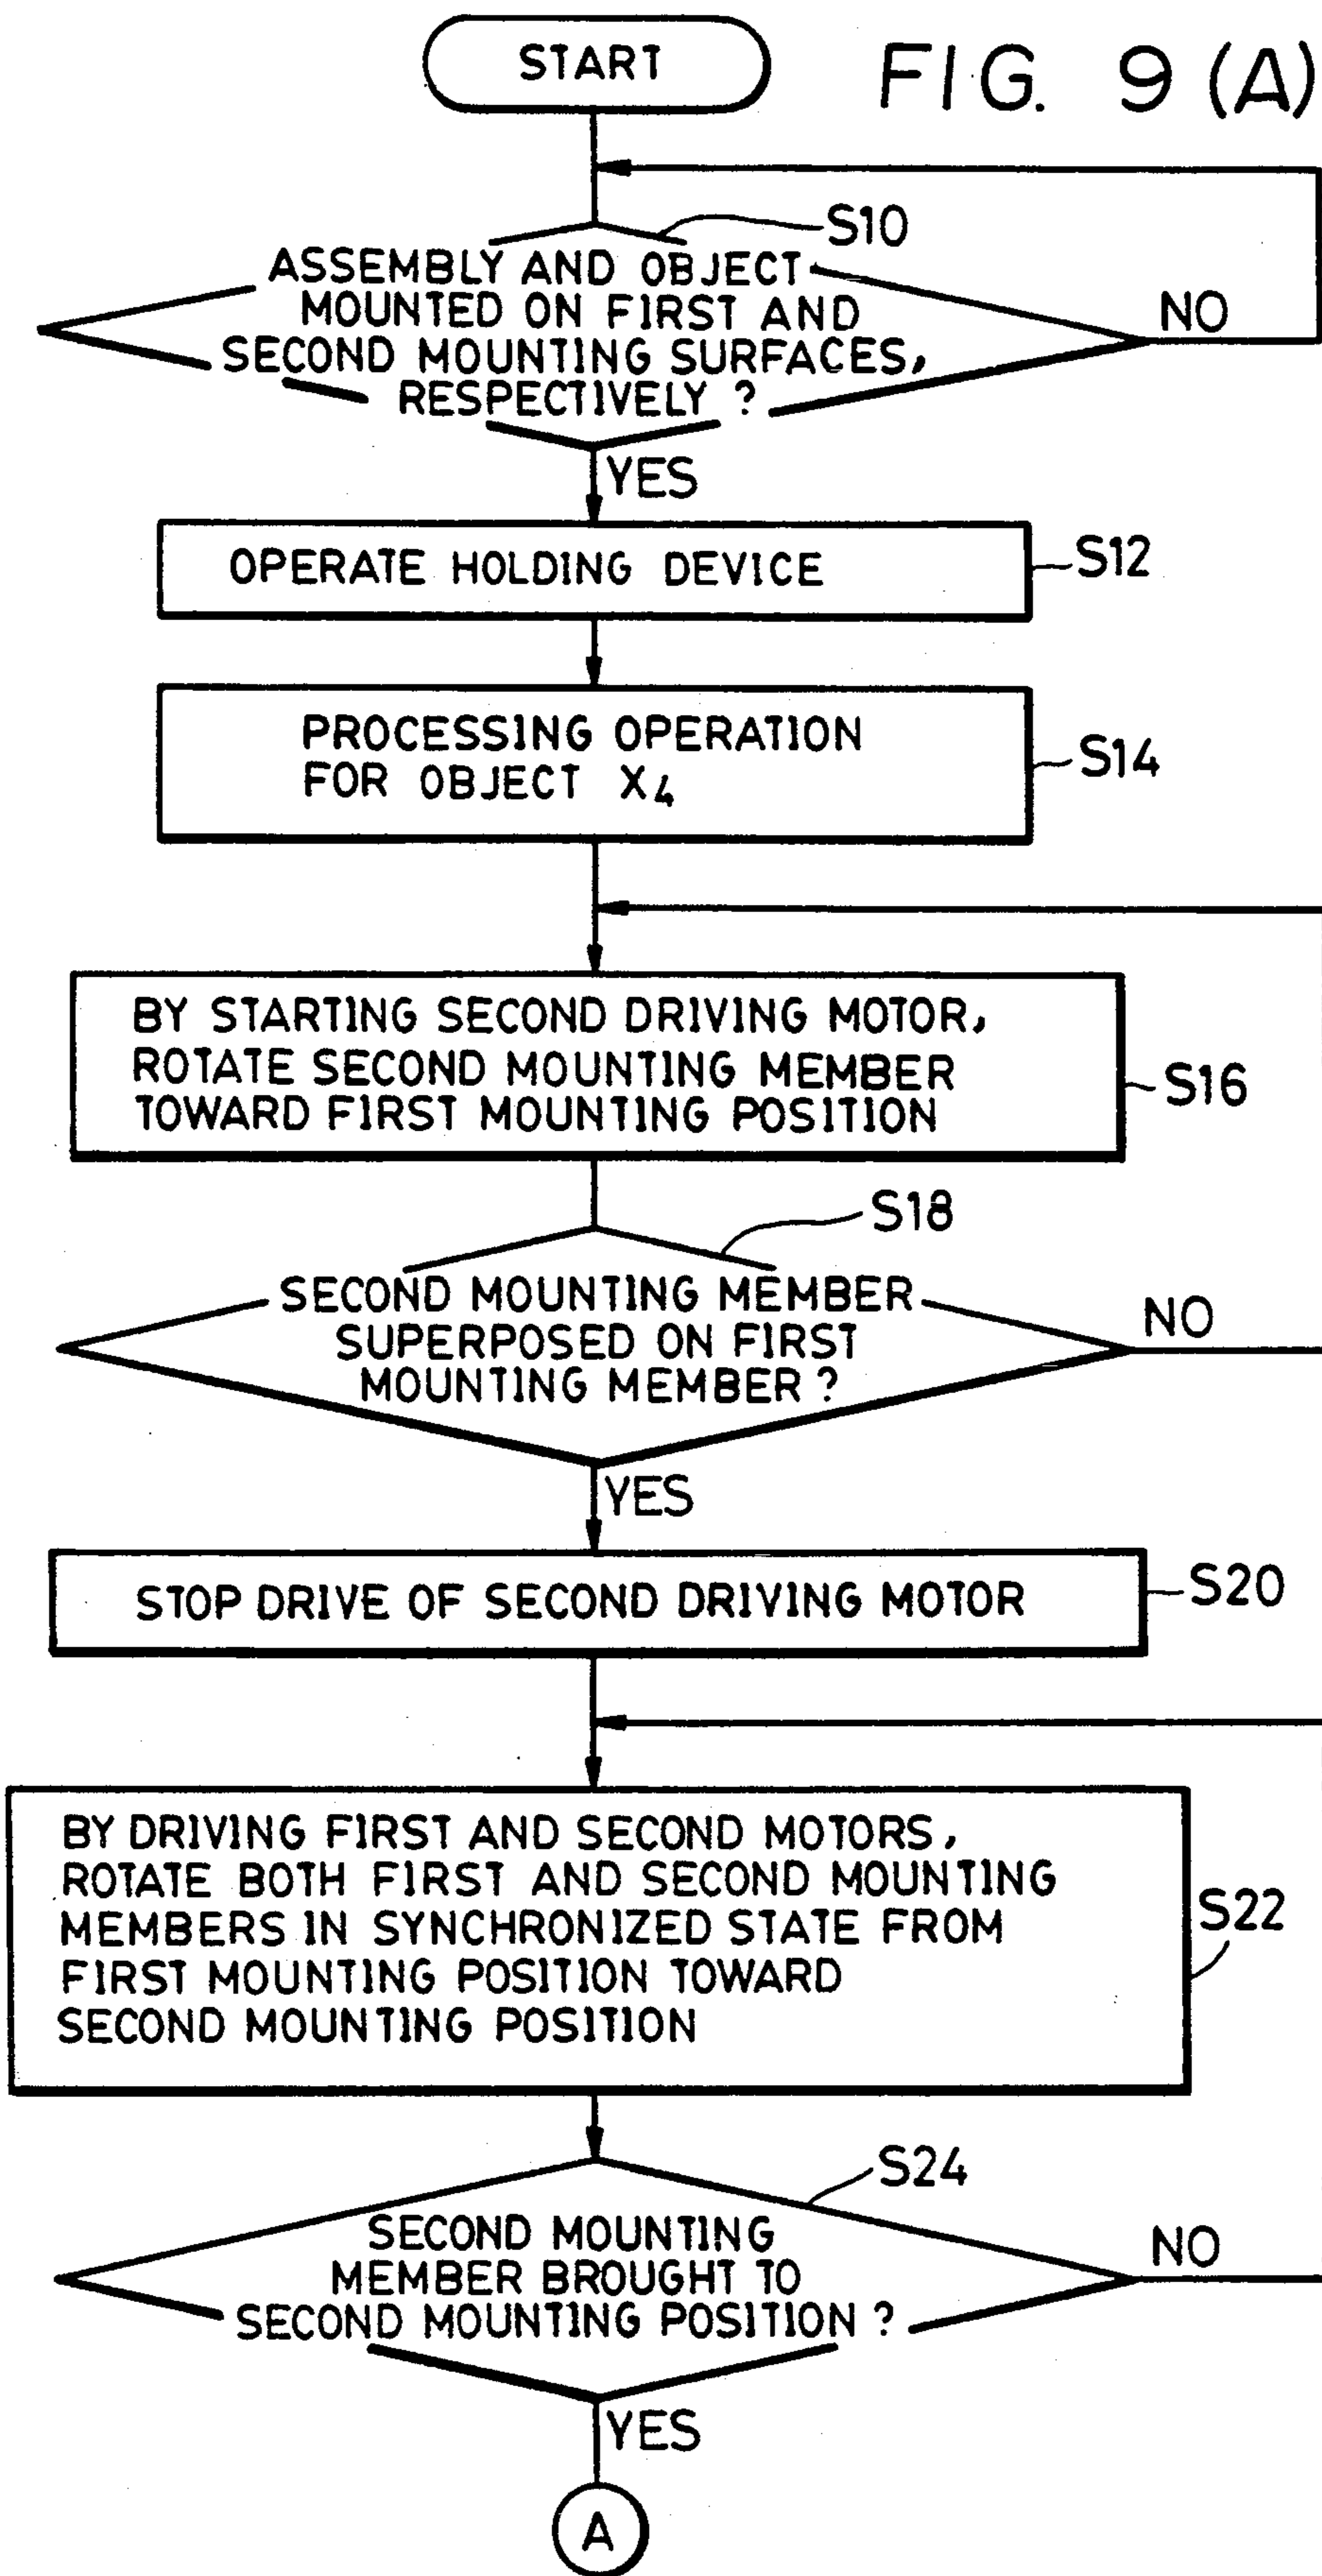 START
FIG. 9 (A)
S10
ASSEMBLY AND OBJECT
MOUNTED ON FIRST AND
SECOND MOUNTING SURFACES,
RESPECTIVELY ?
NO
YES
OPERATE HOLDING DEVICE
S12
PROCESSING OPERATION
FOR OBJECT X4
S14
BY STARTING SECOND DRIVING MOTOR,
ROTATE SECOND MOUNTING MEMBER
TOWARD FIRST MOUNTING POSITION
S16
S18
SECOND MOUNTING MEMBER
SUPERPOSED ON FIRST
MOUNTING MEMBER ?
NO
YES
STOP DRIVE OF SECOND DRIVING MOTOR
S20
BY DRIVING FIRST AND SECOND MOTORS,
ROTATE BOTH FIRST AND SECOND MOUNTING
MEMBERS IN SYNCHRONIZED STATE FROM
FIRST MOUNTING POSITION TOWARD
SECOND MOUNTING POSITION
S22
S24
SECOND MOUNTING
MEMBER BROUGHT TO
SECOND MOUNTING POSITION ?
NO
YES
A